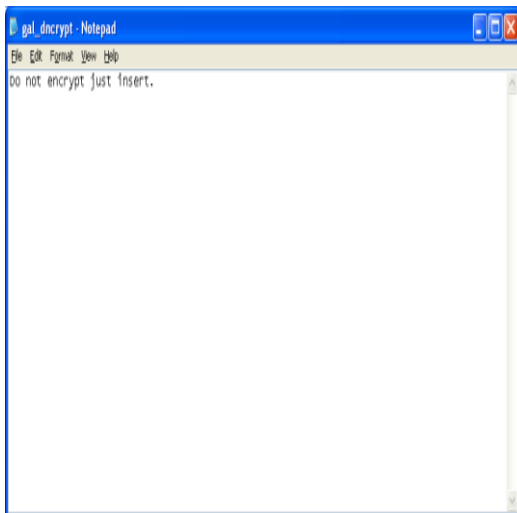 gal_dncrypt - Notepad
File Edit Format View Help
Do not encrypt just insert.